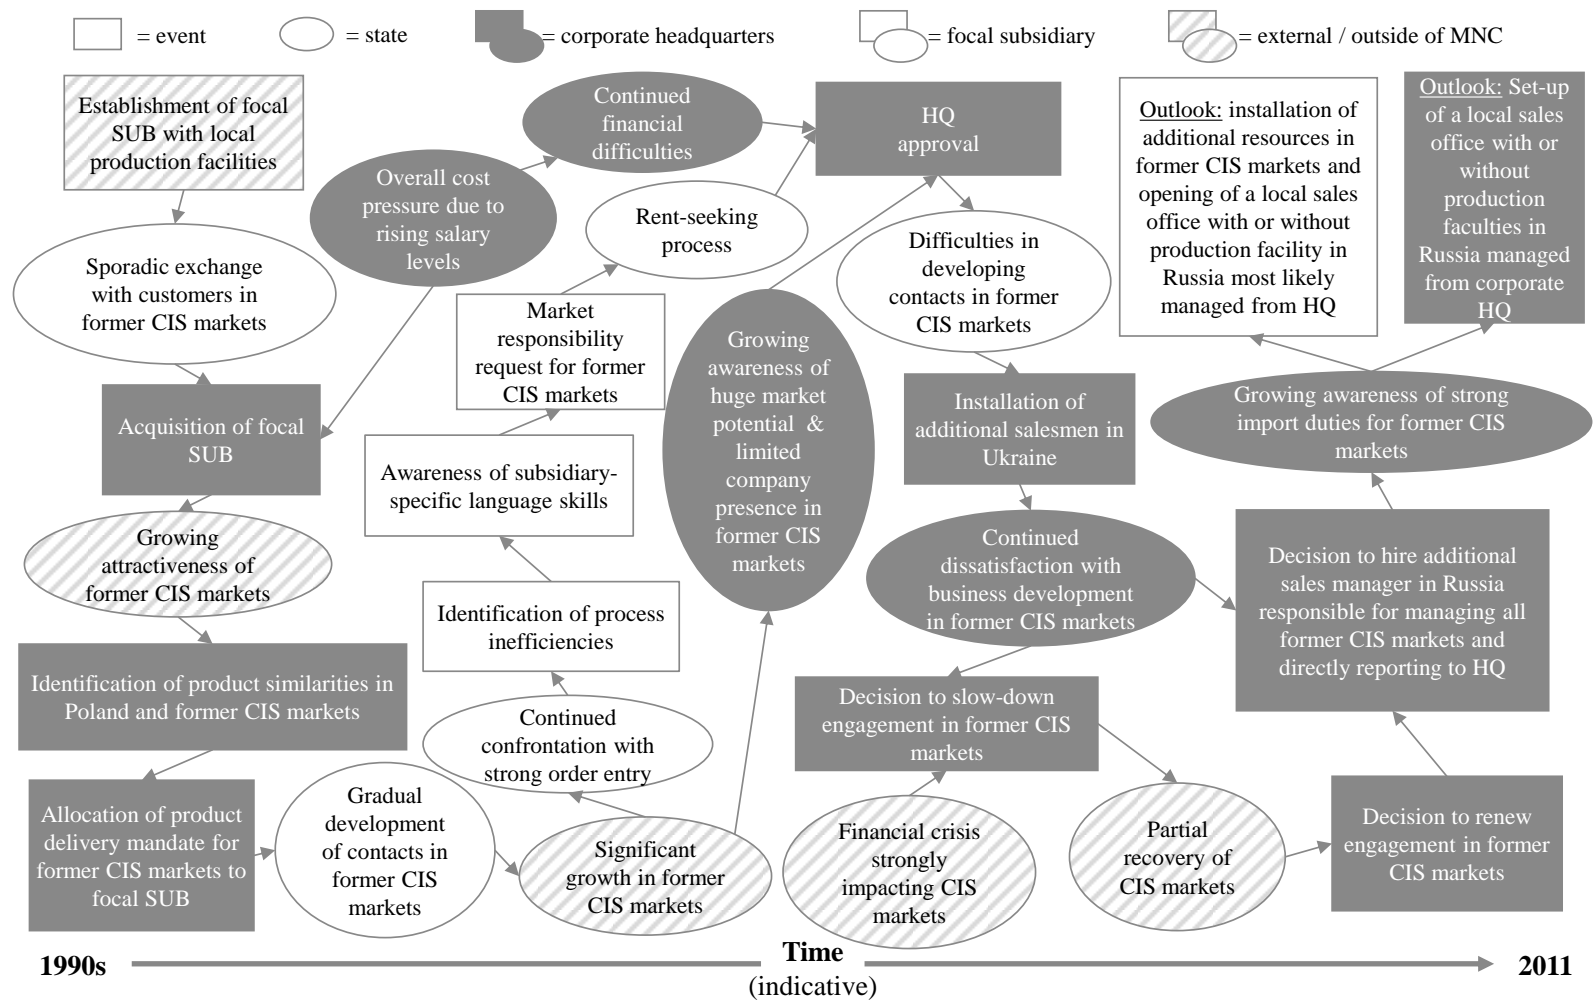 = event
= state
= corporate headquarters
= focal subsidiary
= external / outside of MNC
Establishment of focal
SUB with local
production facilities
Sporadic exchange
with customers in
former CIS markets
Acquisition of focal
SUB
Growing
attractiveness of
former CIS markets
Identification of product similarities in
Poland and former CIS markets
Allocation of product
delivery mandate for
former CIS markets to
focal SUB
Gradual
development
of contacts in
former CIS
markets
Significant
growth in former
CIS markets
Continued
confrontation with
strong order entry
Identification of process
inefficiencies
Awareness of subsidiary-
specific language skills
Market
responsibility
request for former
CIS markets
Rent-seeking
process
Overall cost
pressure due to
rising salary
levels
Continued
financial
difficulties
HQ
approval
Growing
awareness of
huge market
potential &
limited
company
presence in
former CIS
markets
Difficulties in
developing
contacts in former
CIS markets
Installation of
additional salesmen in
Ukraine
Continued
dissatisfaction with
business development
in former CIS markets
Decision to slow-down
engagement in former CIS
markets
Financial crisis
strongly
impacting CIS
markets
Partial
recovery of
CIS markets
Decision to renew
engagement in former
CIS markets
Decision to hire additional
sales manager in Russia
responsible for managing all
former CIS markets and
directly reporting to HQ
Growing awareness of strong
import duties for former CIS
markets
Outlook: installation of
additional resources in
former CIS markets and
opening of a local sales
office with or without
production facility in
Russia most likely
managed from HQ
Outlook: Set-up
of a local sales
office with or
without
production
faculties in
Russia managed
from corporate
HQ
1990s
Time
(indicative)
2011